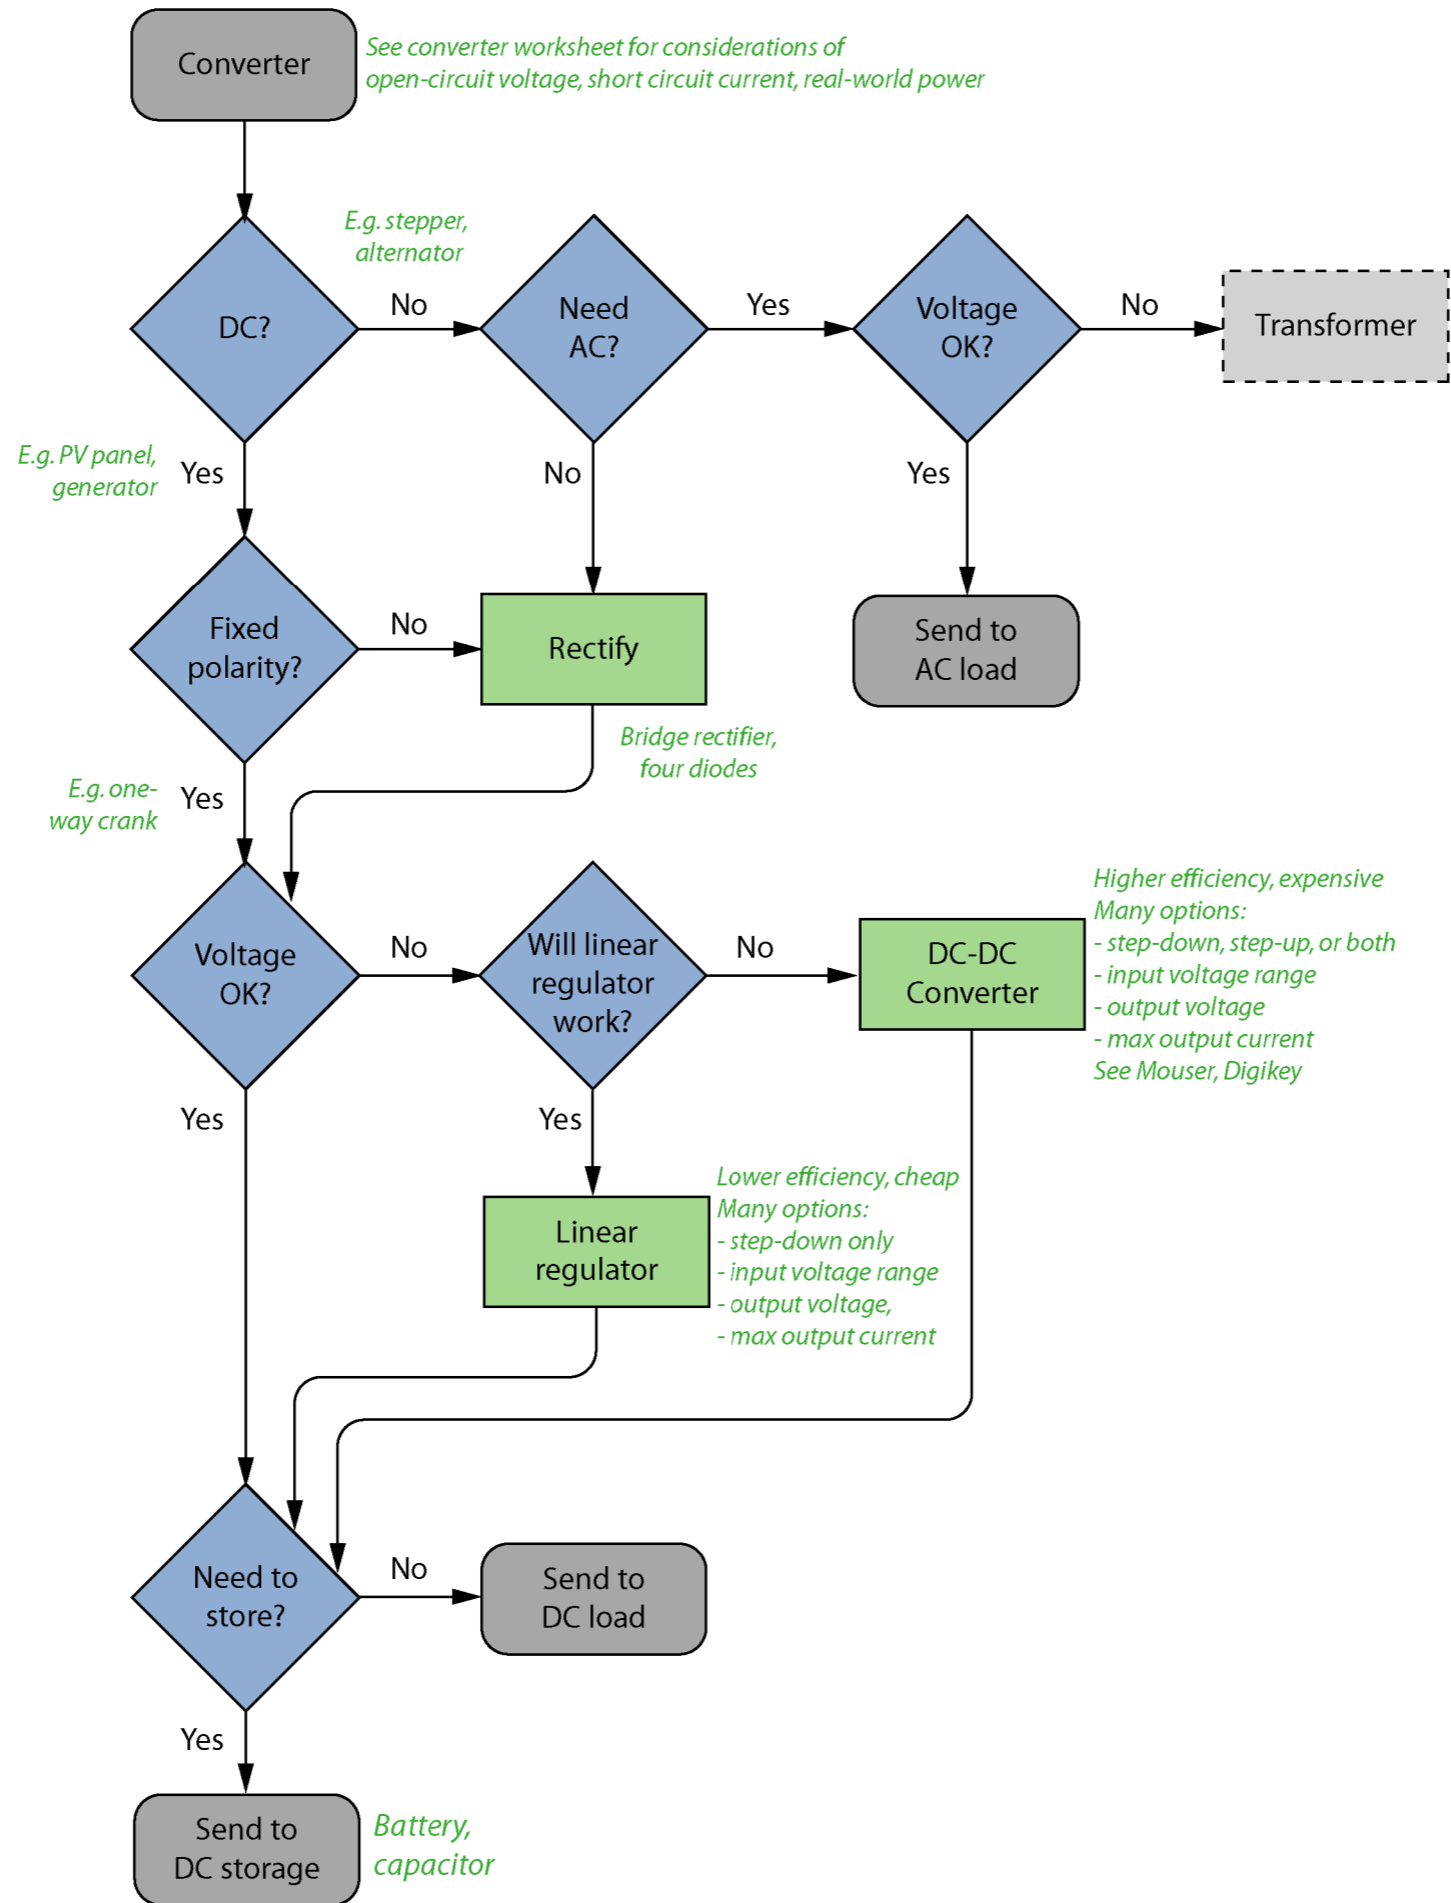 Converter
See converter worksheet for considerations of
open-circuit voltage, short circuit current, real-world power
E.g. stepper,
alternator
DC?
No
Need
AC?
Yes
Voltage
OK?
No
Transformer
E.g. PV panel,
generator
Yes
No
Yes
Fixed
polarity?
No
Rectify
Send to
AC load
Bridge rectifier,
four diodes
E.g. one-
way crank
Yes
Voltage
OK?
No
Will linear
regulator
work?
No
DC-DC
Converter
Higher efficiency, expensive
Many options:
- step-down, step-up, or both
- input voltage range
- output voltage
- max output current
See Mouser, Digikey
Yes
Yes
Linear
regulator
Lower efficiency, cheap
Many options:
- step-down only
- input voltage range
- output voltage,
- max output current
Need to
store?
No
Send to
DC load
Yes
Send to
DC storage
Battery,
capacitor